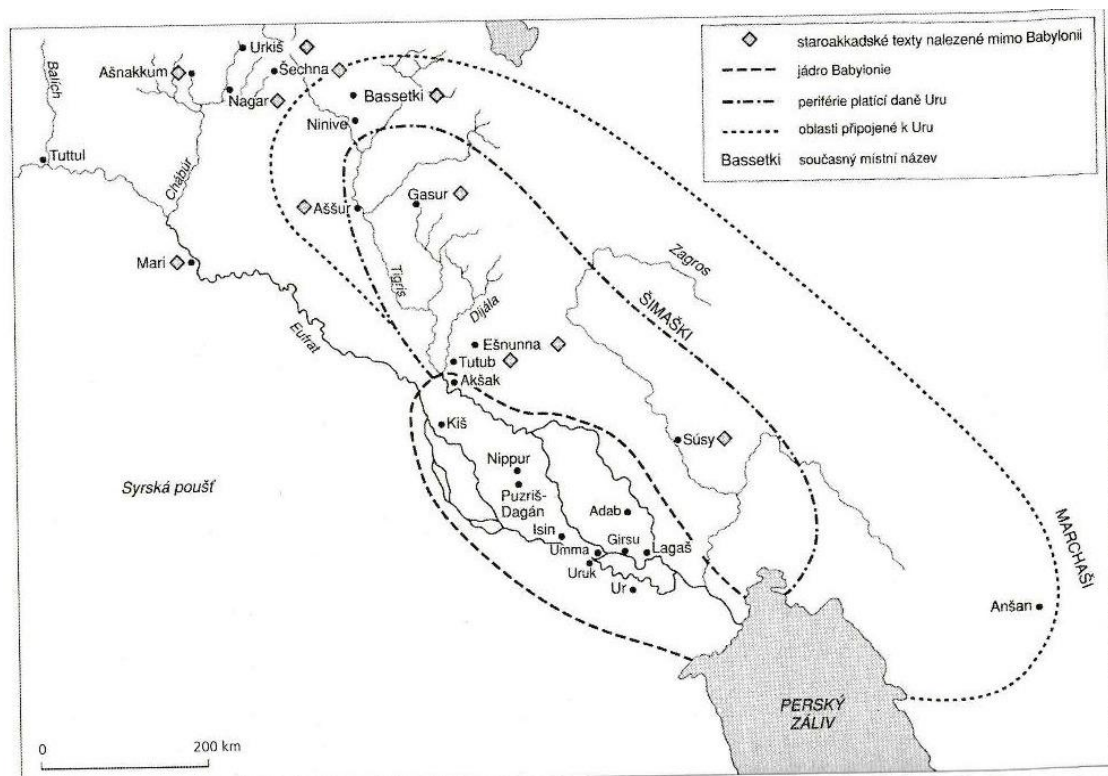 Urkiš
Ašnakkum
Šechna
Balích
Nagar
Bassetki
Ninive
Tuttul
Chábúr
Gasur
Aššur
Mari
Tigris
Zagros
Dijála
ŠIMAŠKI
Eufrat
Ešnunna
Tutub
Akšak
Kiš
Súsy
Nippur
Syrská poušť
Puzriš-
Dagán
Adab
Isin
Girsu
Umma
Lagaš
Uruk
Ur
MARCHAŠI
Anšan
PERSKÝ
ZÁLIV
0
200 km
staroakkadské texty nalezené mimo Babylonii
jádro Babylonie
periférie platící daně Uru
oblasti připojené k Uru
Bassetki současný místní název